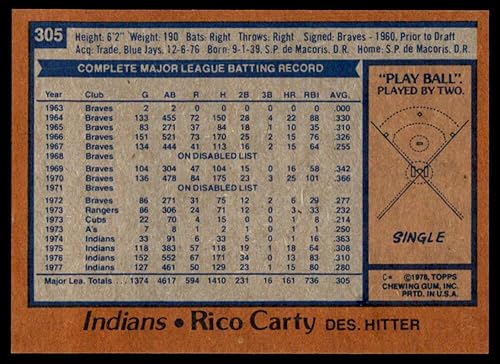 305 Height: 6'2" Weight: 190 Bats: Right Throws: Right Signed: Braves - 1960, Prior to Draft
Acq: Trade, Blue Jays, 12-6-76 Born: 9-1-39, S.P. de Macoris, D.R. Home: S.P. de Macoris, D.R.
COMPLETE MAJOR LEAGUE BATTING RECORD
Year Club G AB R H 2B 3B HR RBI AVG.
1963 Braves 2 2 0 0 0 0 0 0 .000
1964 Braves 133 455 72 150 28 4 22 88 .330
1965 Braves 83 271 37 84 18 1 10 35 .310
1966 Braves 151 521 73 170 25 2 15 76 .326
1967 Braves 134 444 41 113 16 2 15 64 .255
1968 Braves ON DISABLED LIST
1969 Braves 104 304 47 104 15 0 16 58 .342
1970 Braves 136 478 84 175 23 3 25 101 .366
1971 Braves ON DISABLED LIST
1972 Braves 86 271 31 75 12 2 6 29 .277
1973 Rangers 86 306 24 71 12 0 3 33 .232
1973 Cubs 22 70 4 15 0 0 1 8 .214
1973 A's 7 8 1 2 1 0 1 1 .250
1974 Indians 33 91 6 33 5 0 1 16 .363
1975 Indians 118 383 57 118 19 1 18 64 .308
1976 Indians 152 552 67 171 34 0 13 83 .310
1977 Indians 127 461 50 129 23 1 15 80 .280
Major Lea. Totals ... 1374 4617 594 1410 231 16 161 736 .305
"PLAY BALL"
PLAYED BY TWO.
SINGLE
C* ©1978, TOPPS
CHEWING GUM, INC.
PRTD. IN U.S.A.
Indians • Rico Carty DES. HITTER